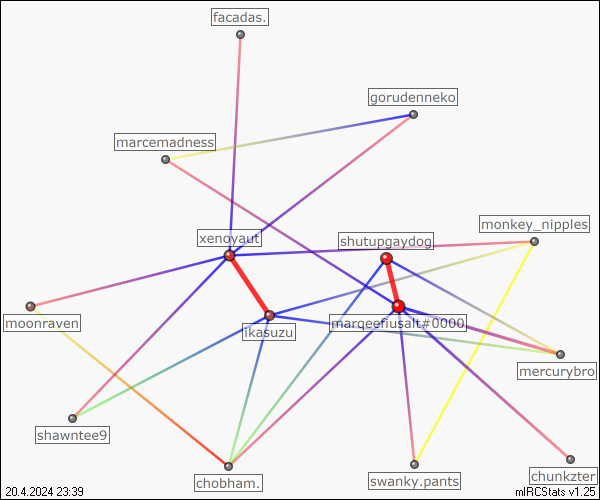 facadas.
gorudenneko
marcemadness
monkey_nipples
xenoyaut
shutupgaydog
moonraven
ikasuzu
marqeefiusalt#0000
mercurybro
shawntee9
chobham.
swanky.pants
chunkzter
20.4.2024 23:39
mIRCStats v1.25